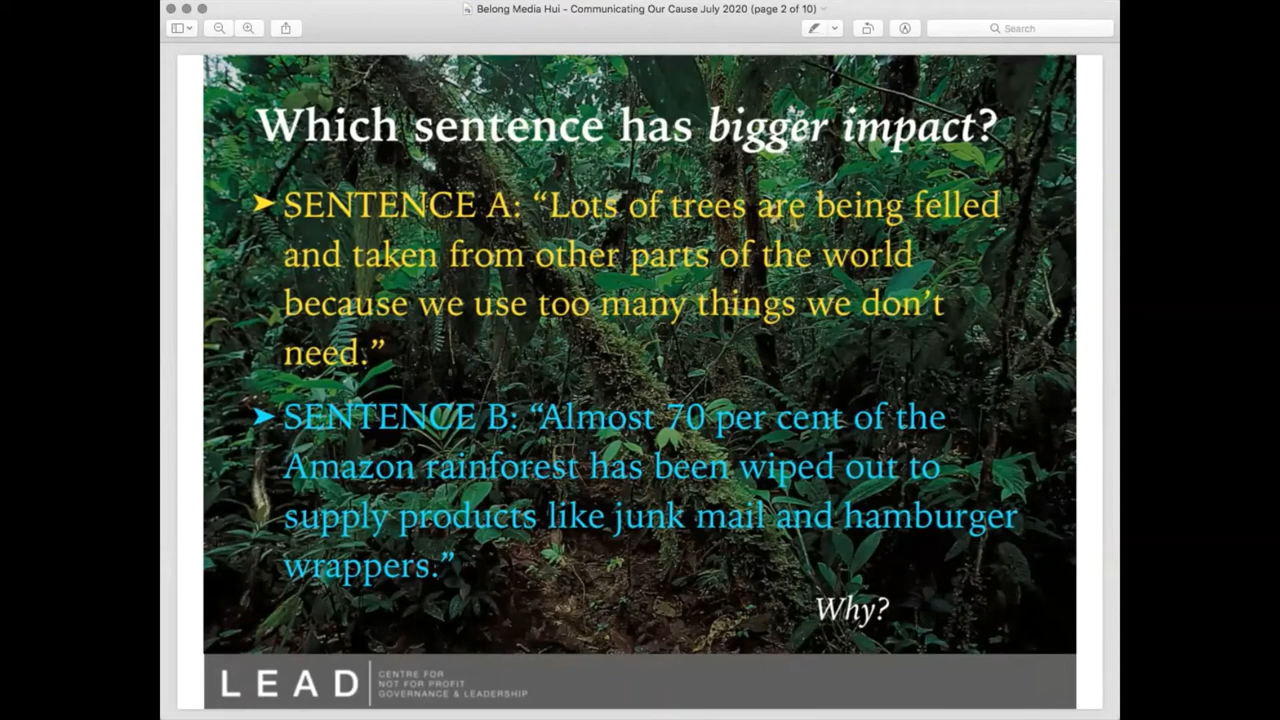 Belong Media Hui - Communicating Our Cause July 2020 (page 2 of 10)
Search
Which sentence has bigger impact?
➤ SENTENCE A: “Lots of trees are being felled
and taken from other parts of the world
because we use too many things we don’t
need.”
➤ SENTENCE B: “Almost 70 per cent of the
Amazon rainforest has been wiped out to
supply products like junk mail and hamburger
wrappers.”
Why?
LEAD
CENTRE FOR
NOT FOR PROFIT
GOVERNANCE & LEADERSHIP